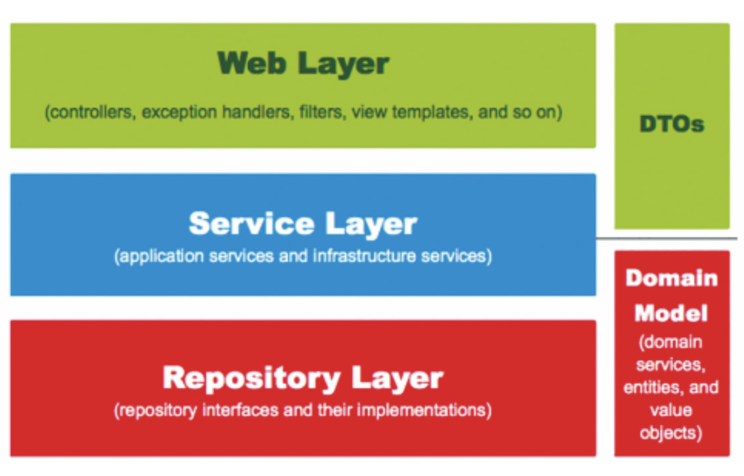 Web Layer
(controllers, exception handlers, filters, view templates, and so on)
DTOs
Service Layer
(application services and infrastructure services)
Repository Layer
(repository interfaces and their implementations)
Domain
Model
(domain
services,
entities, and
value
objects)